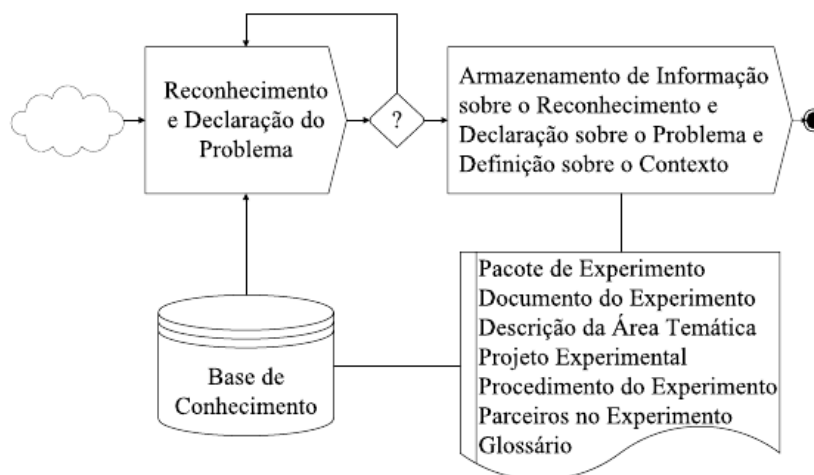 Reconhecimento
e Declaração do
Problema
?
Armazenamento de Informação
sobre o Reconhecimento e
Declaração sobre o Problema e
Definição sobre o Contexto
Base de
Conhecimento
Pacote de Experimento
Documento do Experimento
Descrição da Área Temática
Projeto Experimental
Procedimento do Experimento
Parceiros no Experimento
Glossário